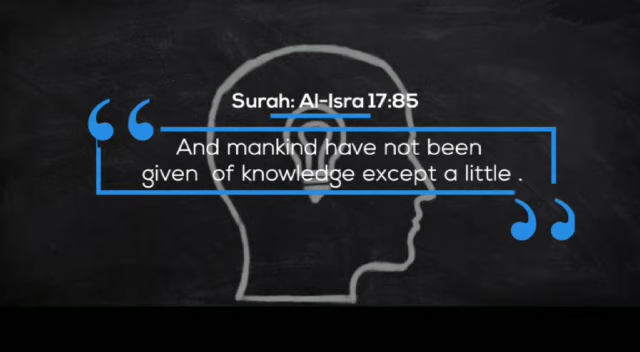 Surah: Al-Isra 17:85
And mankind have not been
given of knowledge except a little .